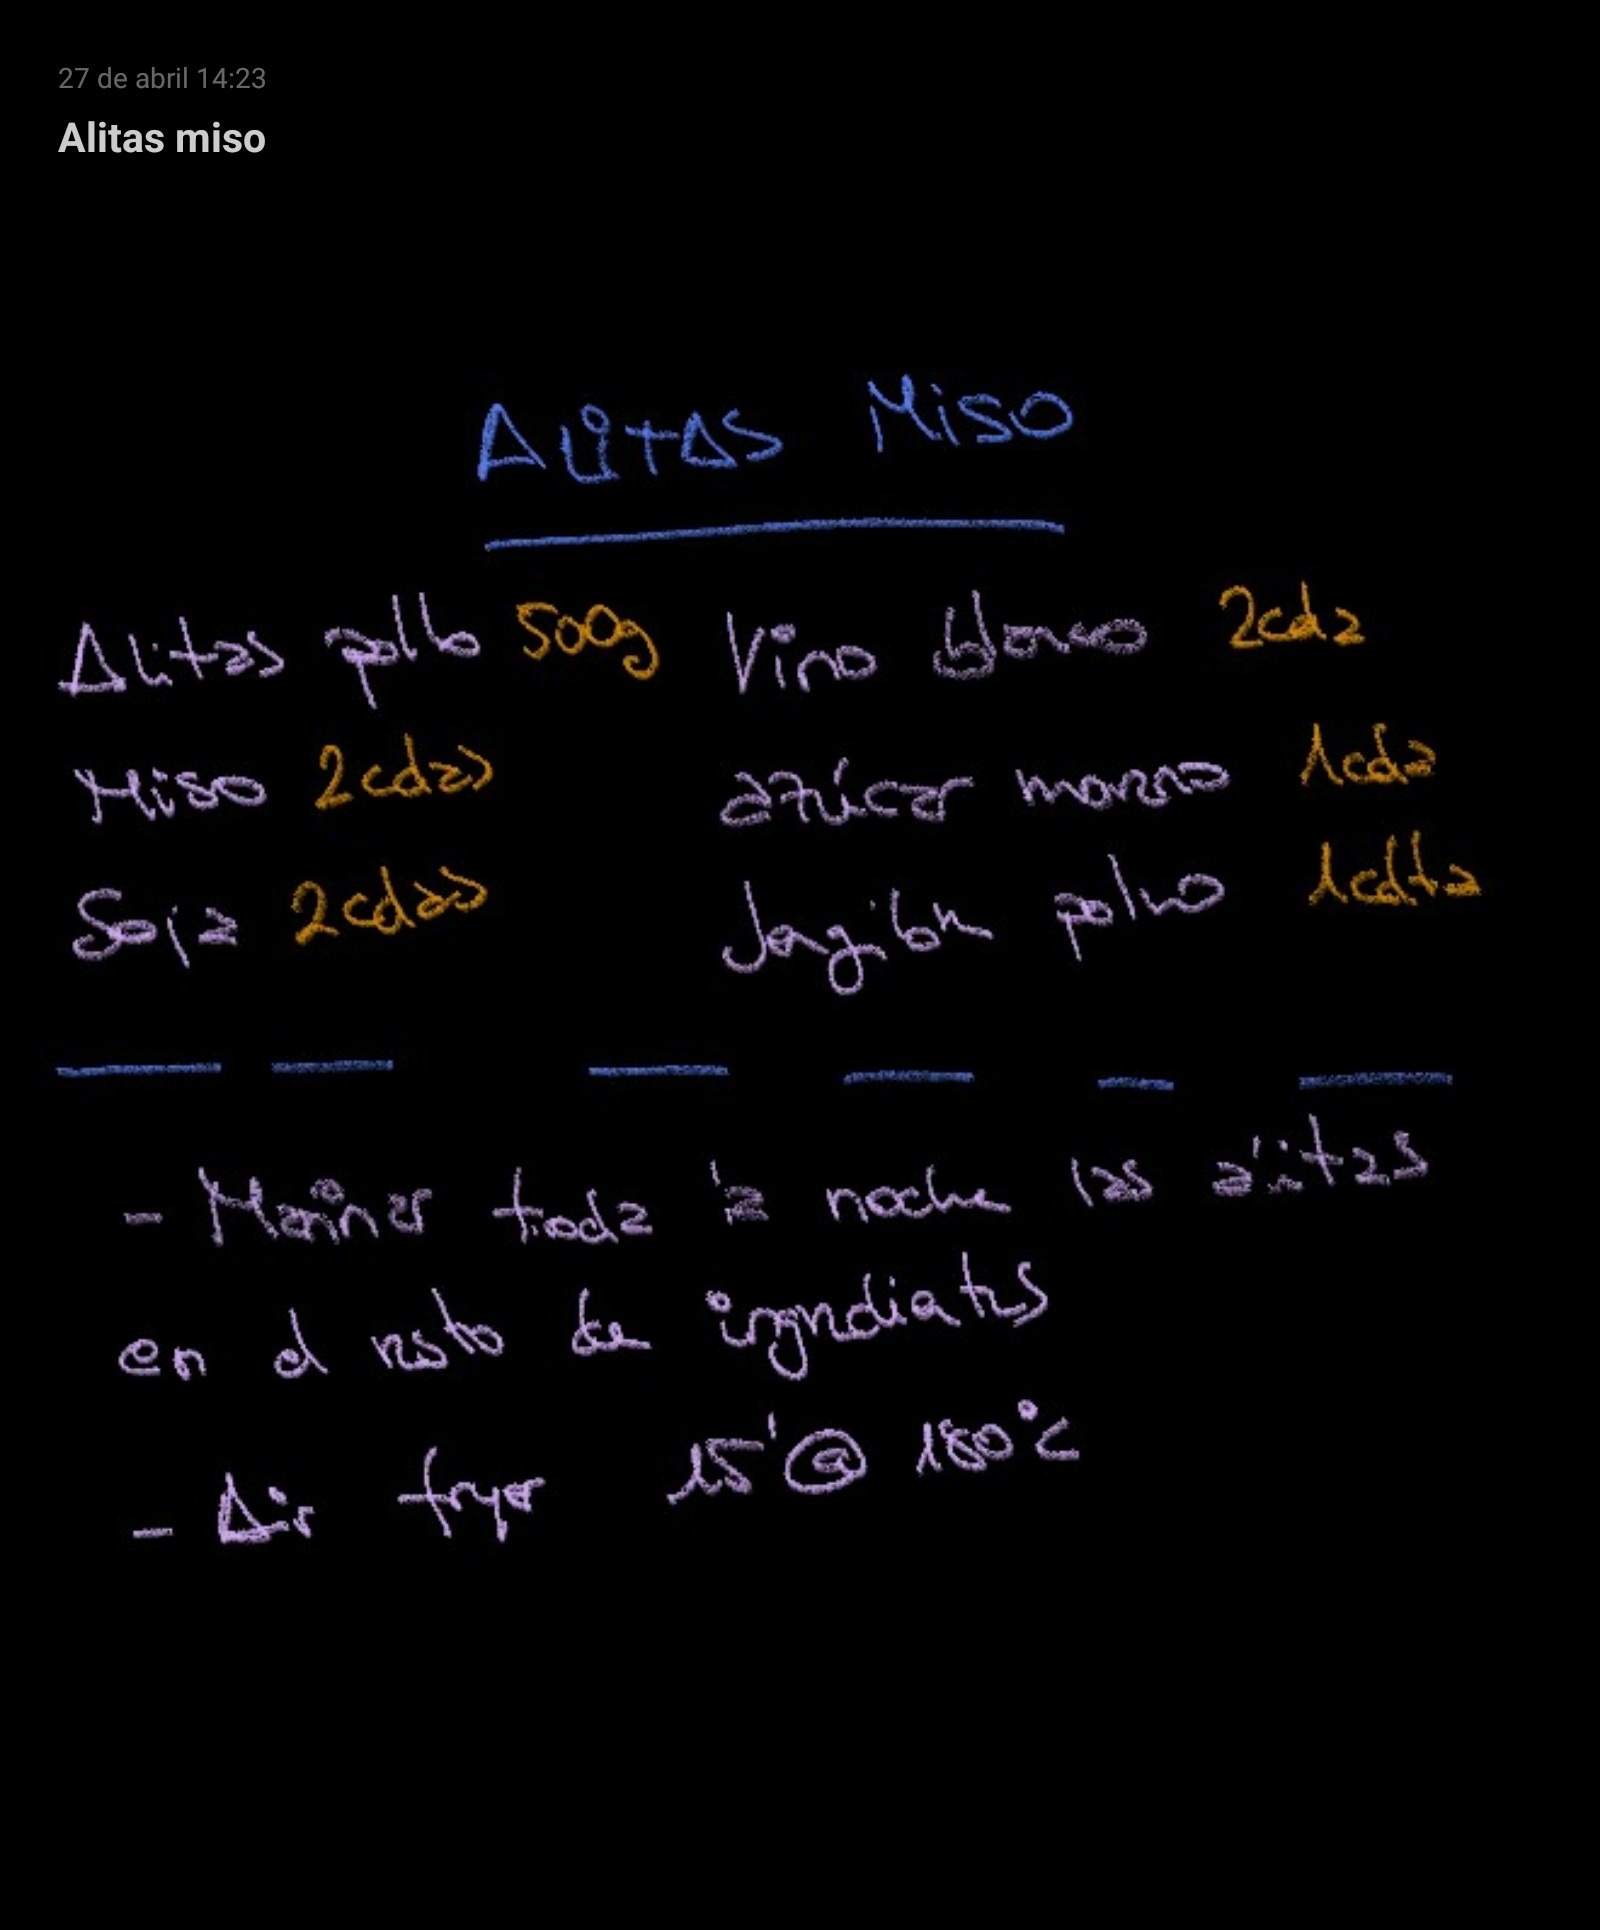 27 de abril 14:23
Alitas miso
Alitas Miso
Alitas pollo 500g Vino blanco 2cda
Miso 2cdas azúcar moreno 1cda
Soja 2cdas Jengibre polvo 1cdta
- Mariner toda la noche las alitas
en el resto de ingredientes
- Air fryer 15' @ 180°C